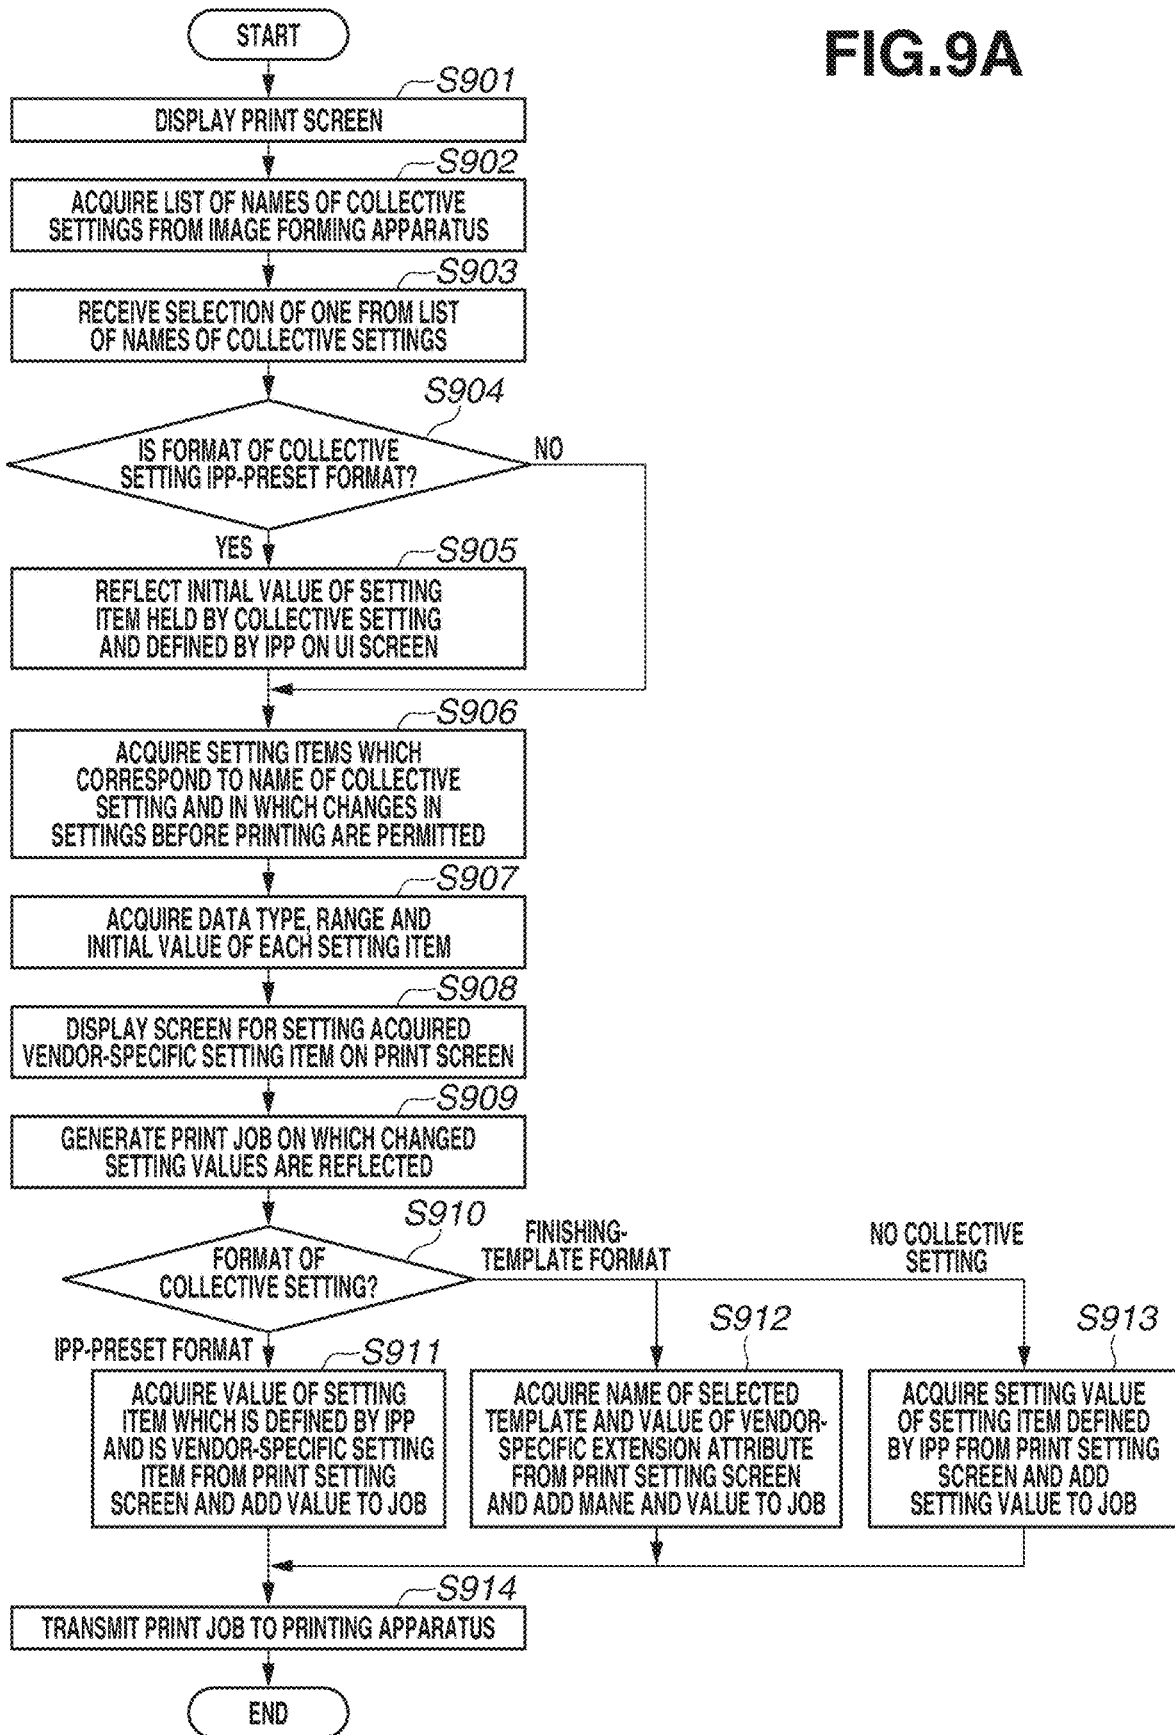 FIG.9A
START
S901
DISPLAY PRINT SCREEN
S902
ACQUIRE LIST OF NAMES OF COLLECTIVE
SETTINGS FROM IMAGE FORMING APPARATUS
S903
RECEIVE SELECTION OF ONE FROM LIST
OF NAMES OF COLLECTIVE SETTINGS
S904
IS FORMAT OF COLLECTIVE
SETTING IPP-PRESET FORMAT?
NO
YES
S905
REFLECT INITIAL VALUE OF SETTING
ITEM HELD BY COLLECTIVE SETTING
AND DEFINED BY IPP ON UI SCREEN
S906
ACQUIRE SETTING ITEMS WHICH
CORRESPOND TO NAME OF COLLECTIVE
SETTING AND IN WHICH CHANGES IN
SETTINGS BEFORE PRINTING ARE PERMITTED
S907
ACQUIRE DATA TYPE, RANGE AND
INITIAL VALUE OF EACH SETTING ITEM
S908
DISPLAY SCREEN FOR SETTING ACQUIRED
VENDOR-SPECIFIC SETTING ITEM ON PRINT SCREEN
S909
GENERATE PRINT JOB ON WHICH CHANGED
SETTING VALUES ARE REFLECTED
S910
FORMAT OF
COLLECTIVE SETTING?
FINISHING-
TEMPLATE FORMAT
NO COLLECTIVE
SETTING
IPP-PRESET FORMAT
S911
ACQUIRE VALUE OF SETTING
ITEM WHICH IS DEFINED BY IPP
AND IS VENDOR-SPECIFIC SETTING
ITEM FROM PRINT SETTING
SCREEN AND ADD VALUE TO JOB
S912
ACQUIRE NAME OF SELECTED
TEMPLATE AND VALUE OF VENDOR-
SPECIFIC EXTENSION ATTRIBUTE
FROM PRINT SETTING SCREEN
AND ADD MANE AND VALUE TO JOB
S913
ACQUIRE SETTING VALUE
OF SETTING ITEM DEFINED
BY IPP FROM PRINT SETTING
SCREEN AND ADD
SETTING VALUE TO JOB
S914
TRANSMIT PRINT JOB TO PRINTING APPARATUS
END